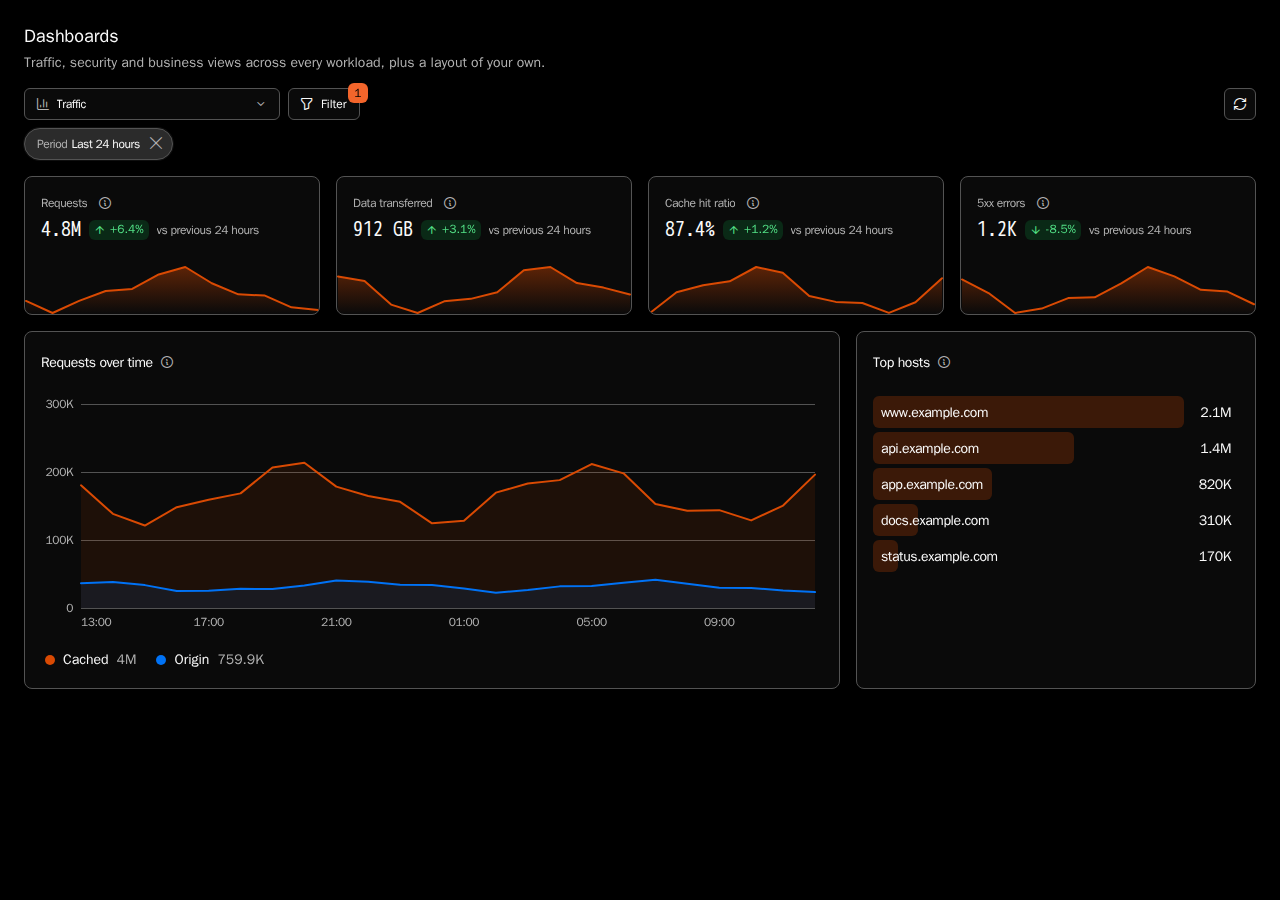 Dashboards
Traffic, security and business views across every workload, plus a layout of your own.
Traffic
Filter
1
Period Last 24 hours
Requests
4.8M +6.4% vs previous 24 hours
Data transferred
912 GB +3.1% vs previous 24 hours
Cache hit ratio
87.4% +1.2% vs previous 24 hours
5xx errors
1.2K -8.5% vs previous 24 hours
Requests over time
300K
200K
100K
0
13:00 17:00 21:00 01:00 05:00 09:00
Cached 4M Origin 759.9K
Top hosts
www.example.com 2.1M
api.example.com 1.4M
app.example.com 820K
docs.example.com 310K
status.example.com 170K